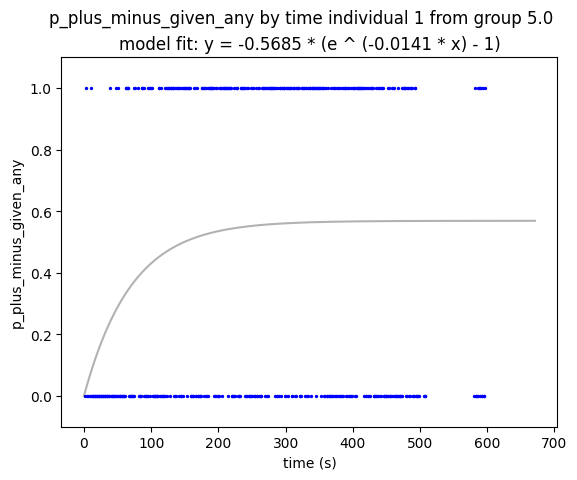 p_plus_minus_given_any by time individual 1 from group 5.0
model fit: y = -0.5685 * (e ^ (-0.0141 * x) - 1)
p_plus_minus_given_any
1.0
0.8
0.6
0.4
0.2
0.0
0 100 200 300 400 500 600 700
time (s)